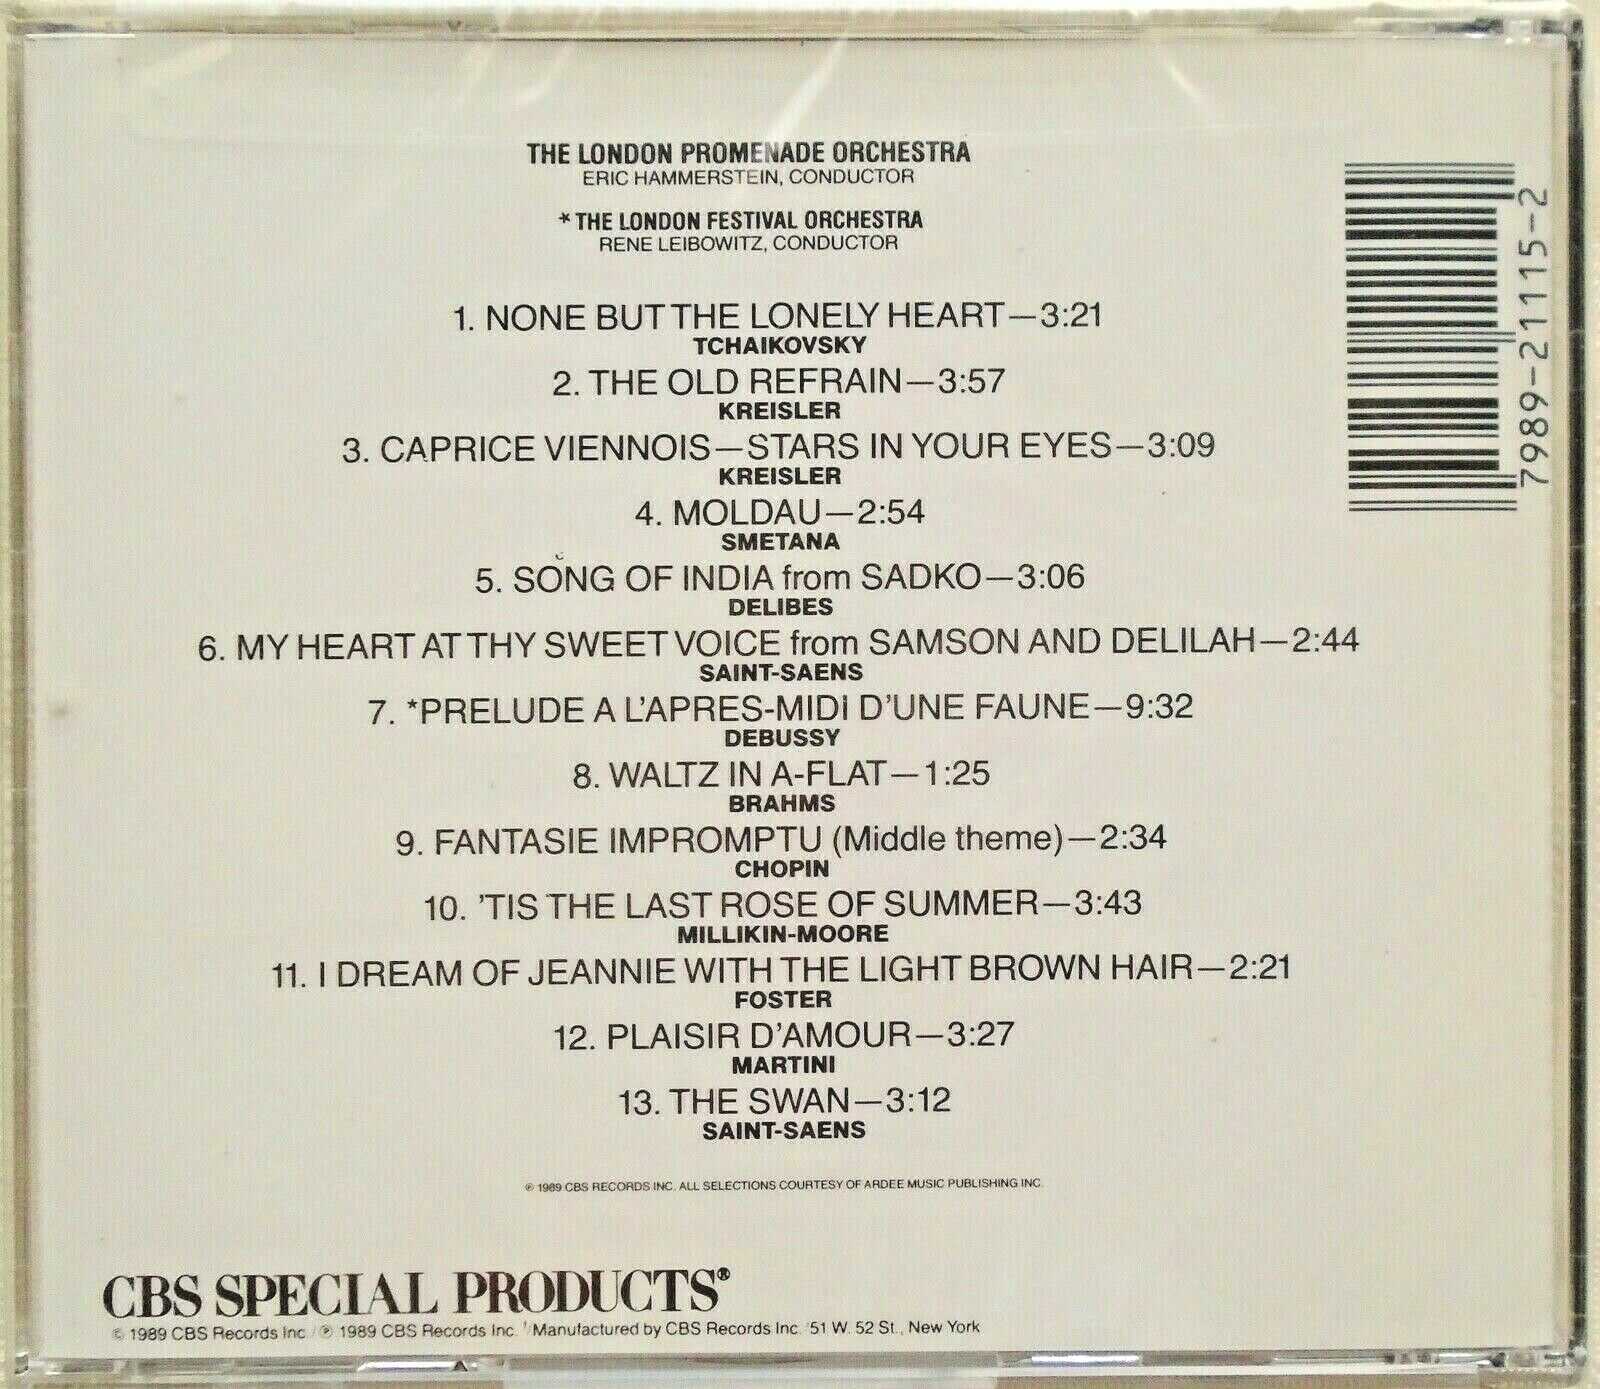 THE LONDON PROMENADE ORCHESTRA
ERIC HAMMERSTEIN, CONDUCTOR
* THE LONDON FESTIVAL ORCHESTRA
RENE LEIBOWITZ, CONDUCTOR
1. NONE BUT THE LONELY HEART—3:21
TCHAIKOVSKY
2. THE OLD REFRAIN—3:57
KREISLER
3. CAPRICE VIENNOIS—STARS IN YOUR EYES—3:09
KREISLER
4. MOLDAU—2:54
SMETANA
5. SONG OF INDIA from SADKO—3:06
DELIBES
6. MY HEART AT THY SWEET VOICE from SAMSON AND DELILAH—2:44
SAINT-SAENS
7. *PRELUDE A L'APRES-MIDI D'UNE FAUNE—9:32
DEBUSSY
8. WALTZ IN A-FLAT—1:25
BRAHMS
9. FANTASIE IMPROMPTU (Middle theme)—2:34
CHOPIN
10. 'TIS THE LAST ROSE OF SUMMER—3:43
MILLIKIN-MOORE
11. I DREAM OF JEANNIE WITH THE LIGHT BROWN HAIR—2:21
FOSTER
12. PLAISIR D'AMOUR—3:27
MARTINI
13. THE SWAN—3:12
SAINT-SAENS
℗ 1989 CBS RECORDS INC. ALL SELECTIONS COURTESY OF ARDEE MUSIC PUBLISHING INC.
CBS SPECIAL PRODUCTS®
© 1989 CBS Records Inc. / ℗ 1989 CBS Records Inc. / Manufactured by CBS Records Inc. / 51 W. 52 St., New York
7989-21115-2